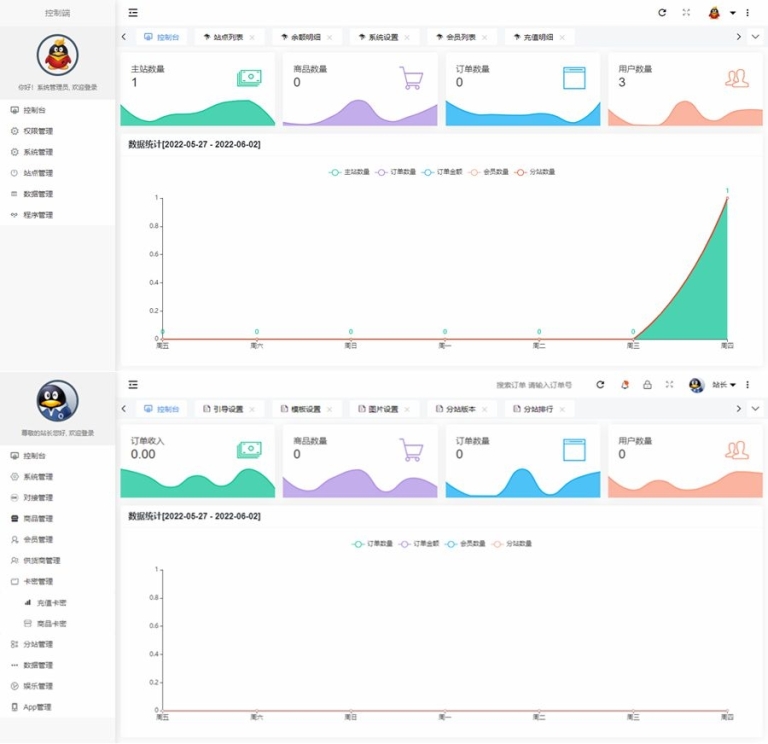 控制端
你好！系统管理员, 欢迎登录
控制台
权限管理
系统管理
站点管理
数据管理
程序管理
控制台 站点列表 余额明细 系统设置 会员列表 充值明细
主站数量 商品数量 订单数量 用户数量
1 0 0 3
数据统计[2022-05-27 - 2022-06-02]
主站数量 订单数量 订单金额 会员数量 分站数量
1
1
0.8
0.6
0.4
0.2
0
0 0 0 0 0 0
周五 周六 周日 周一 周二 周三 周四
尊敬的站长您好, 欢迎登录
控制台
系统管理
对接管理
商品管理
会员管理
供货商管理
卡密管理
充值卡密
商品卡密
分站管理
数据管理
娱乐管理
App管理
搜索订单 请输入订单号 站长
控制台 引导设置 模板设置 图片设置 分站版本 分站排行
订单收入 商品数量 订单数量 用户数量
0.00 0 0 0
数据统计[2022-05-27 - 2022-06-02]
订单数量 订单金额 会员数量 分站数量
1
0.8
0.6
0.4
0.2
0
周五 周六 周日 周一 周二 周三 周四